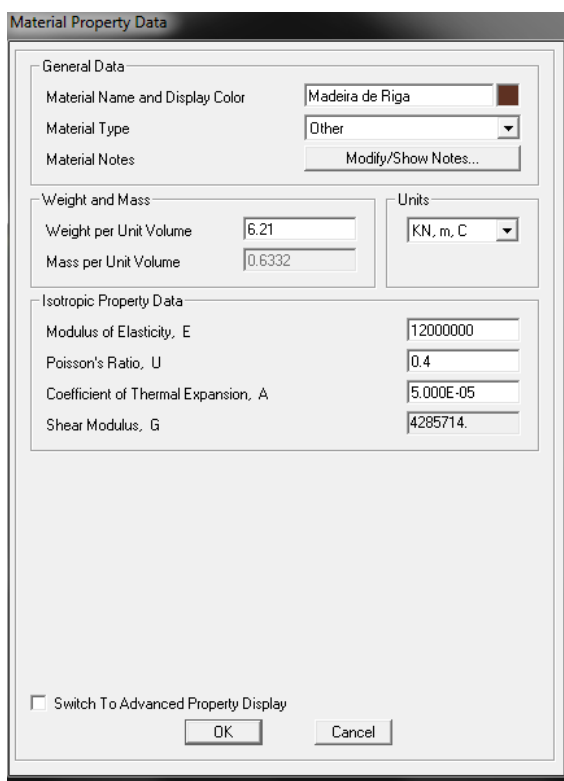 Material Property Data
General Data
Material Name and Display Color
Madeira de Riga
Material Type
Other
Material Notes
Modify/Show Notes...
Weight and Mass
Weight per Unit Volume
6.21
Mass per Unit Volume
0.6332
Units
KN, m, C
Isotropic Property Data
Modulus of Elasticity, E
12000000
Poisson's Ratio, U
0.4
Coefficient of Thermal Expansion, A
5.000E-05
Shear Modulus, G
4285714.
Switch To Advanced Property Display
OK
Cancel